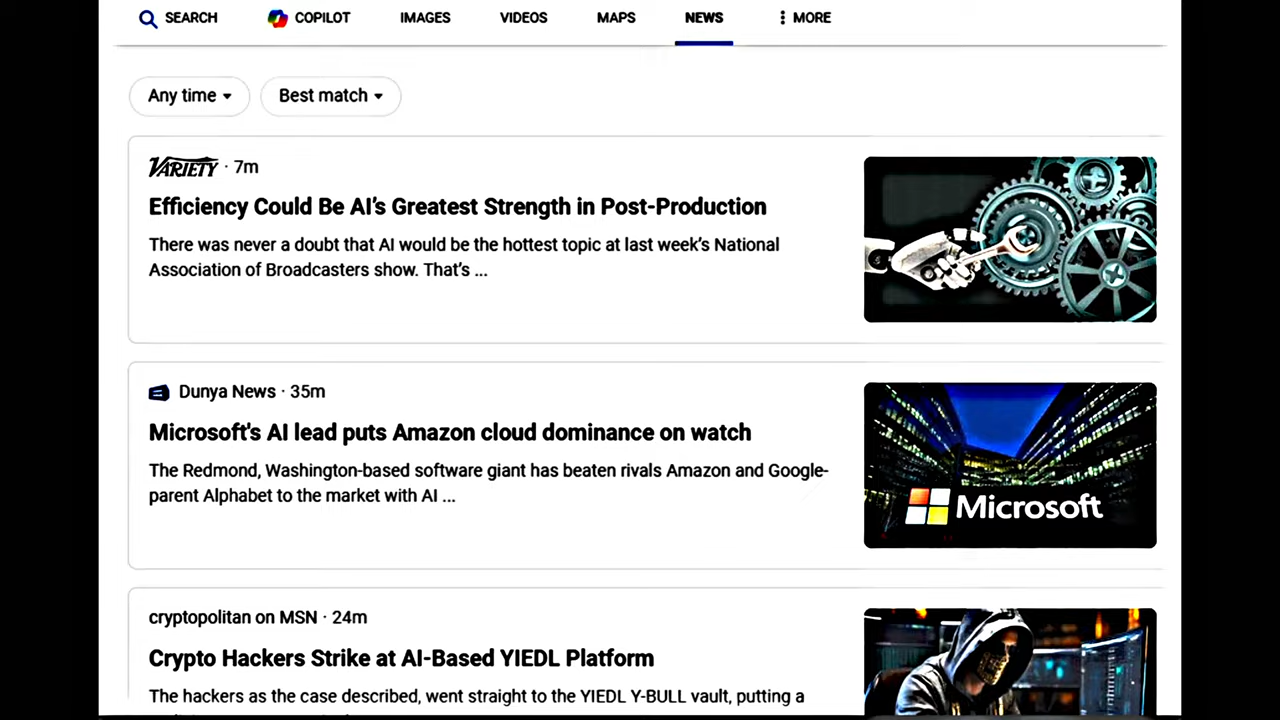 SEARCH COPILOT IMAGES VIDEOS MAPS NEWS MORE
Any time Best match
VARIETY · 7m
Efficiency Could Be AI's Greatest Strength in Post-Production
There was never a doubt that AI would be the hottest topic at last week's National
Association of Broadcasters show. That's ...
Dunya News · 35m
Microsoft's AI lead puts Amazon cloud dominance on watch
The Redmond, Washington-based software giant has beaten rivals Amazon and Google-
parent Alphabet to the market with AI ...
Microsoft
cryptopolitan on MSN · 24m
Crypto Hackers Strike at AI-Based YIEDL Platform
The hackers as the case described, went straight to the YIEDL Y-BULL vault, putting a